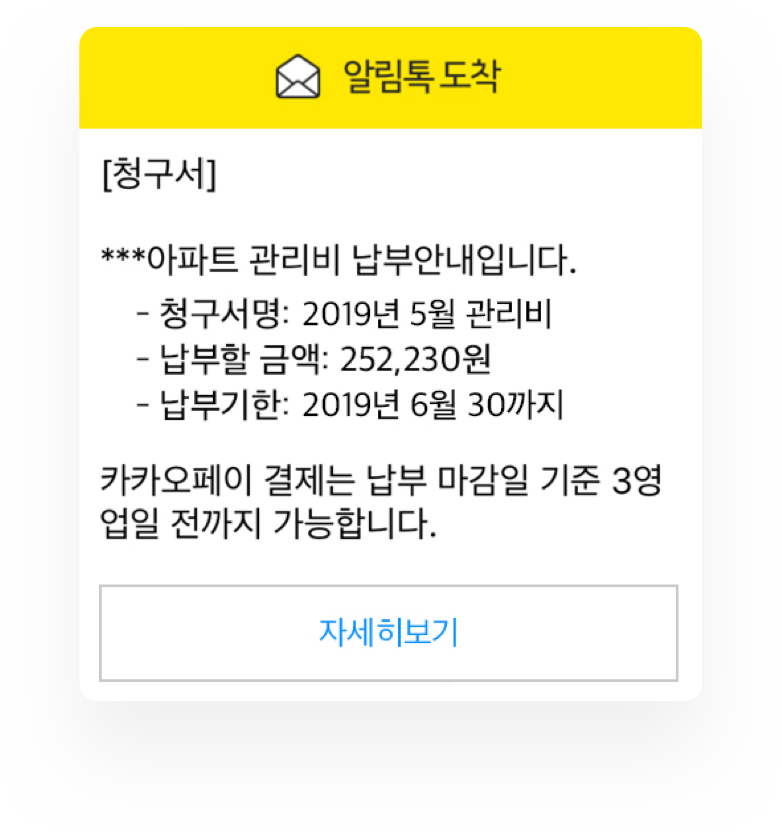 알림톡 도착
[청구서]
***아파트 관리비 납부안내입니다.
- 청구서명: 2019년 5월 관리비
- 납부할 금액: 252,230원
- 납부기한: 2019년 6월 30까지
카카오페이 결제는 납부 마감일 기준 3영
업일 전까지 가능합니다.
자세히보기